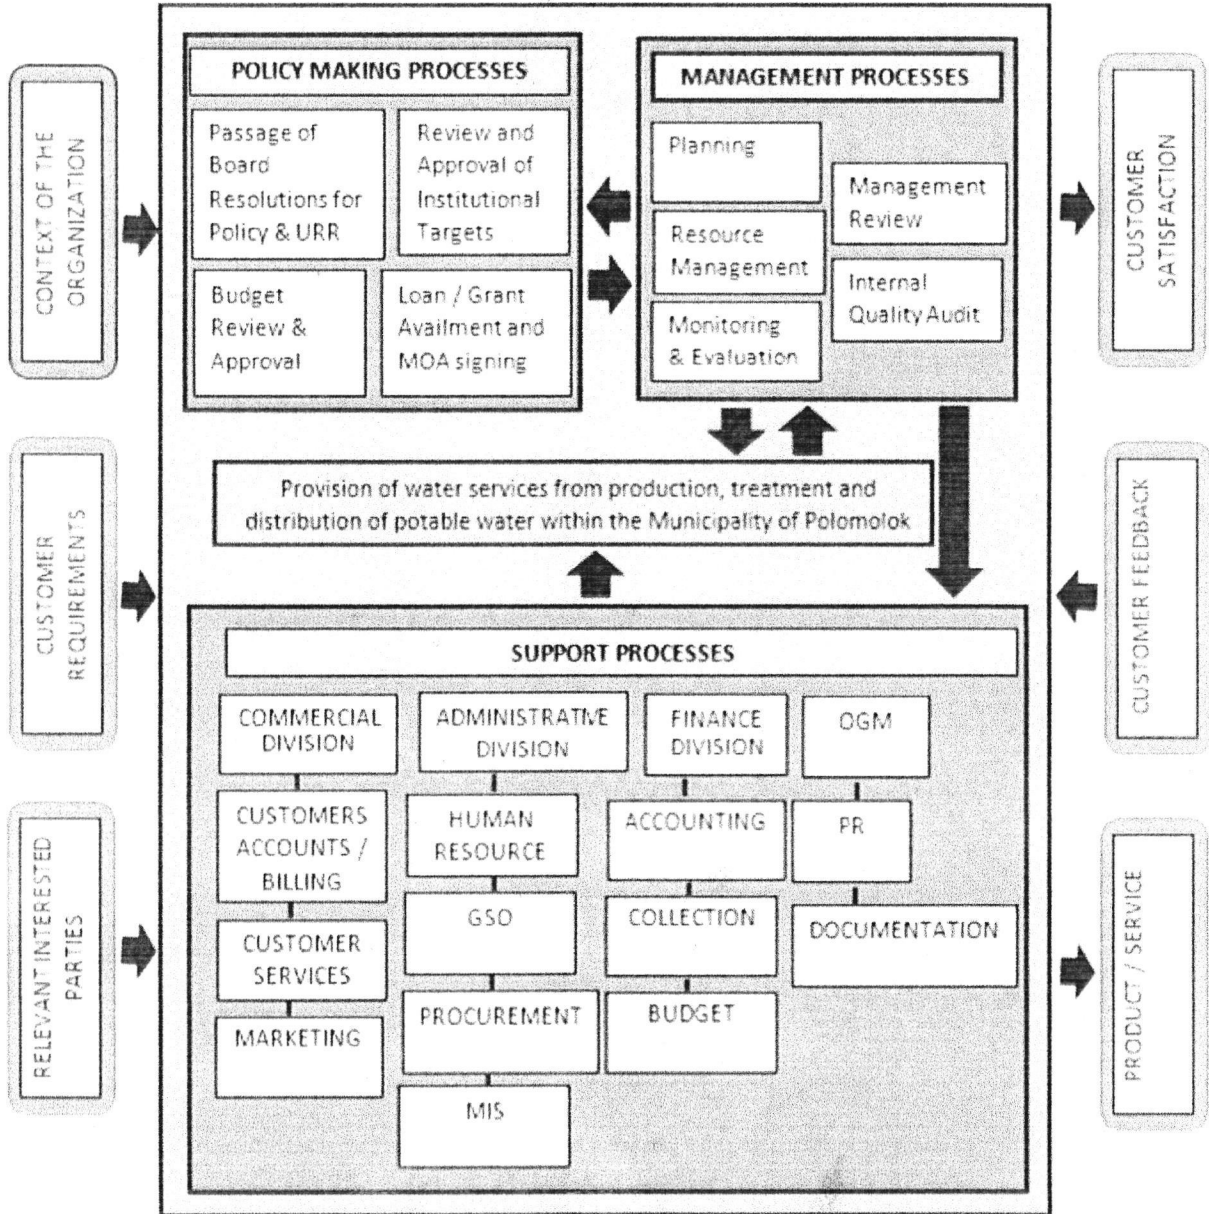 CONTEXT OF THE
ORGANIZATION
CUSTOMER
REQUIREMENTS
RELEVANT INTERESTED
PARTIES
POLICY MAKING PROCESSES
Passage of
Board
Resolutions for
Policy & URR
Review and
Approval of
Institutional
Targets
Budget
Review &
Approval
Loan / Grant
Availment and
MOA signing
MANAGEMENT PROCESSES
Planning
Resource
Management
Monitoring
& Evaluation
Management
Review
Internal
Quality Audit
Provision of water services from production, treatment and
distribution of potable water within the Municipality of Polomolok
SUPPORT PROCESSES
COMMERCIAL
DIVISION
CUSTOMERS
ACCOUNTS /
BILLING
CUSTOMER
SERVICES
MARKETING
ADMINISTRATIVE
DIVISION
HUMAN
RESOURCE
GSO
PROCUREMENT
MIS
FINANCE
DIVISION
ACCOUNTING
COLLECTION
BUDGET
OGM
PR
DOCUMENTATION
CUSTOMER
SATISFACTION
CUSTOMER FEEDBACK
PRODUCT / SERVICE